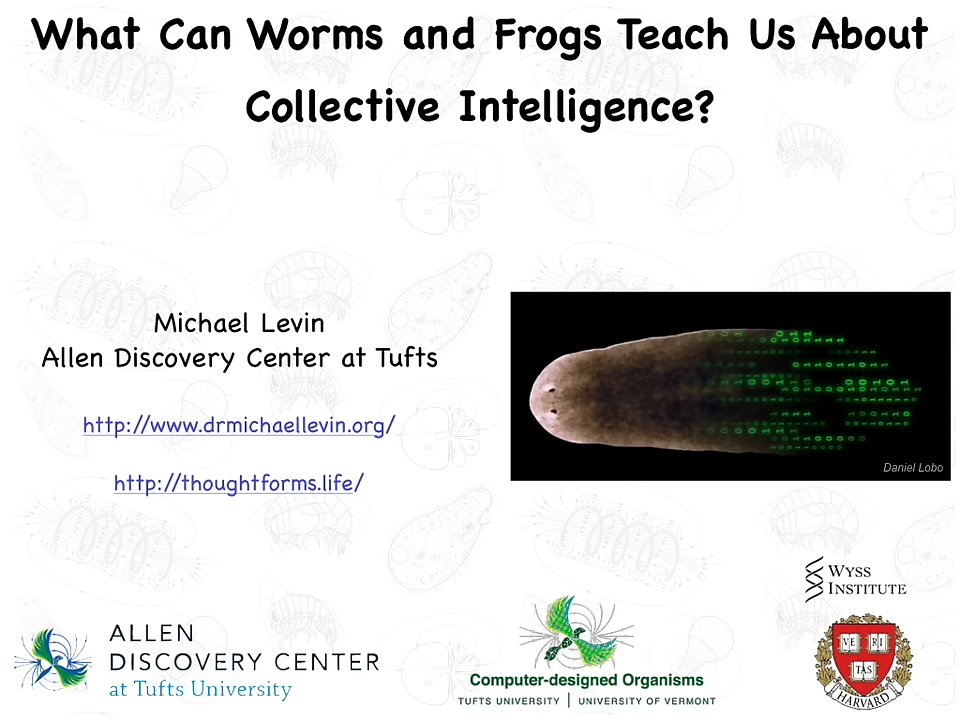 What Can Worms and Frogs Teach Us About
Collective Intelligence?
Michael Levin
Allen Discovery Center at Tufts
http://www.drmichaellevin.org/
http://thoughtforms.life/
Daniel Lobo
WYSS
INSTITUTE
ALLEN
DISCOVERY CENTER
at Tufts University
Computer-designed Organisms
TUFTS UNIVERSITY | UNIVERSITY OF VERMONT
VE RI
TAS
HARVARD